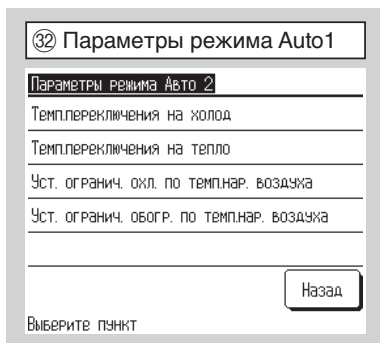 ㉜ Параметры режима Auto1
Параметры режима Авто 2
Темп.переключения на холод
Темп.переключения на тепло
Уст. огранич. охл. по темп.нар. воздуха
Уст. огранич. обогр. по темп.нар. воздуха
Назад
Выберите пункт